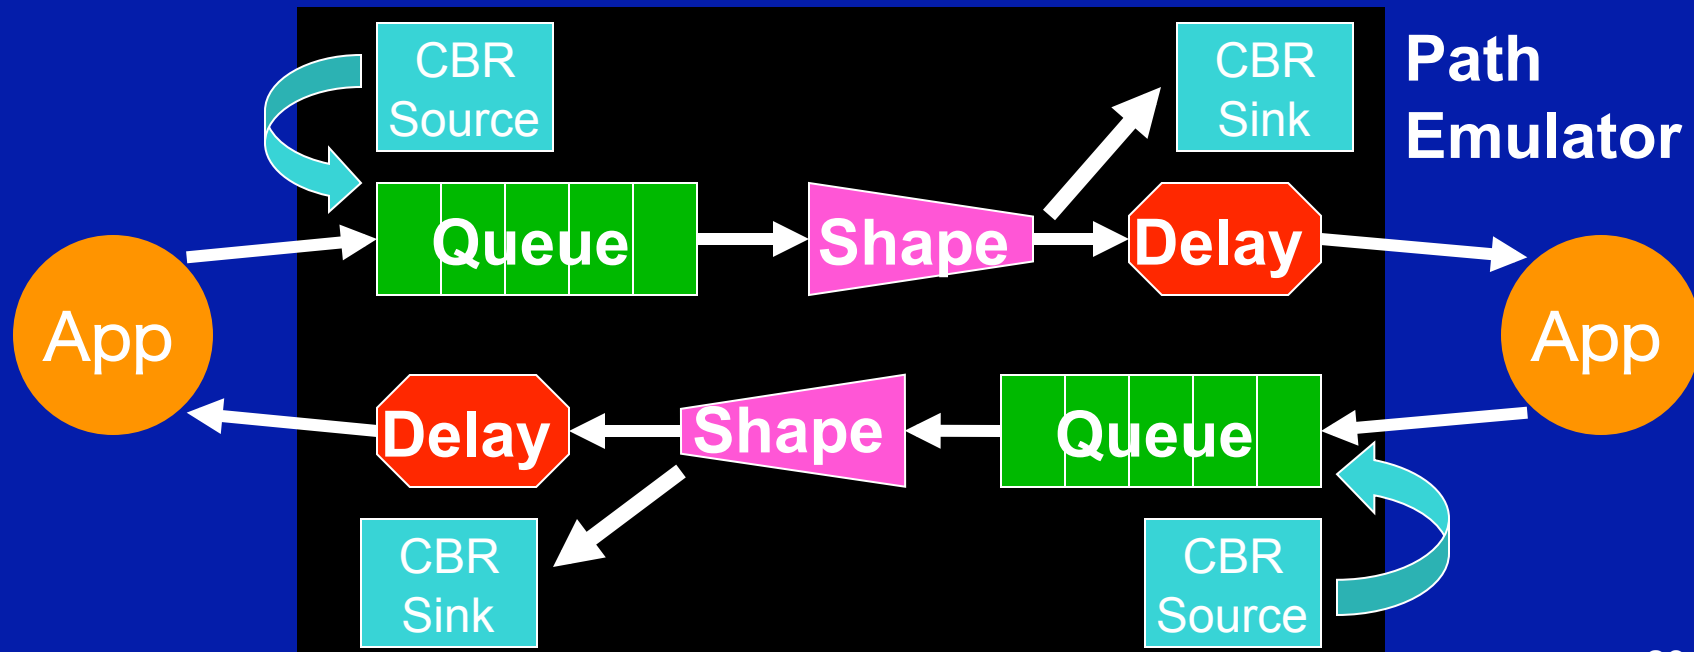 CBR
Source
CBR
Sink
Path
Emulator
Queue
Shape
Delay
App
App
Delay
Shape
Queue
CBR
Sink
CBR
Source